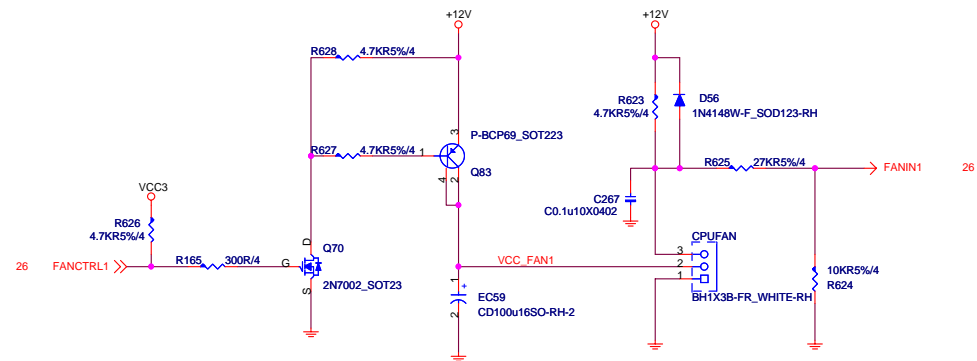 +12V
+12V
R628
4.7KR5%/4
R623
4.7KR5%/4
D56
1N4148W-F_SOD123-RH
3
P-BCP69_SOT223
R627
4.7KR5%/4
1
Q83
4
2
R625
27KR5%/4
FANIN1
26
VCC3
C267
C0.1u10X0402
R626
4.7KR5%/4
CPUFAN
D
Q70
3
26
FANCTRL1
R165
300R/4
G
VCC_FAN1
2
S
2N7002_SOT23
1
1
EC59
CD100u16SO-RH-2
2
BH1X3B-FR_WHITE-RH
10KR5%/4
R624